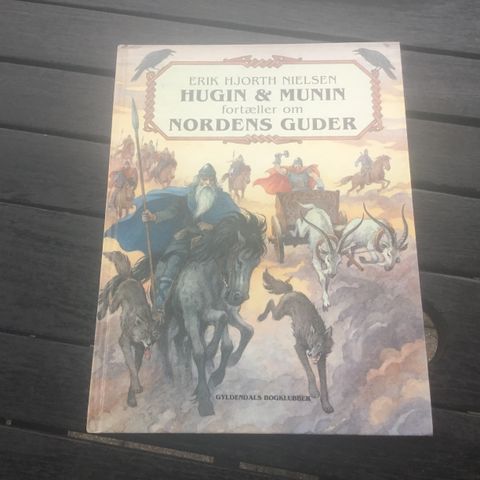 ERIK HJORTH NIELSEN
HUGIN & MUNIN
fortæller om
NORDENS GUDER
GYLDENDALS BOGKLUBBER